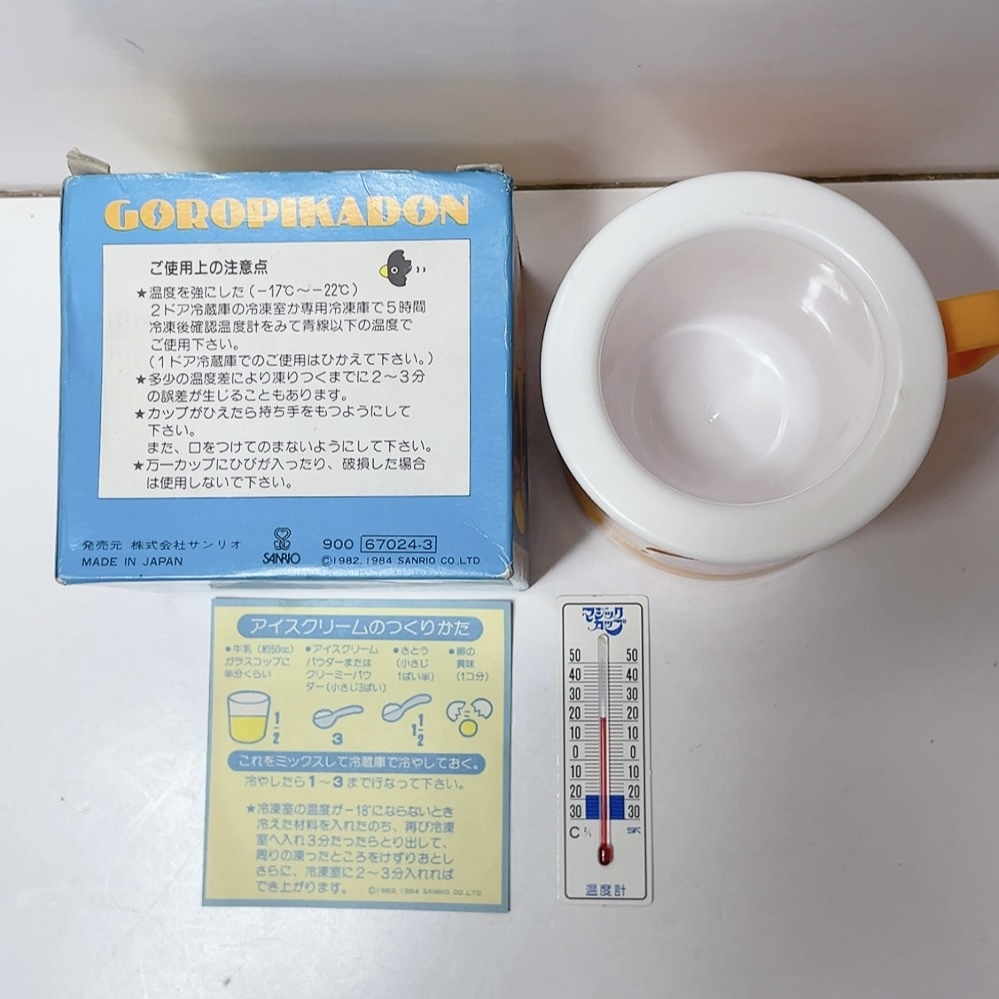 GOROPIKADON
ご使用上の注意点
★温度を強にした(−17℃〜−22℃)
2ドア冷蔵庫の冷凍室か専用冷凍庫で5時間
冷凍後確認温度計をみて青線以下の温度で
ご使用下さい。
(1ドア冷蔵庫でのご使用はひかえて下さい。)
★多少の温度差により凍りつくまでに2〜3分
の誤差が生じることもあります。
★カップがひえたら持ち手をもつようにして
下さい。
また、口をつけてのまないようにして下さい。
★万一カップにひびが入ったり、破損した場合
は使用しないで下さい。
発売元 株式会社サンリオ
MADE IN JAPAN
SANRIO
900 67024-3
©1982, 1984 SANRIO CO.,LTD
アイスクリームのつくりかた
●牛乳(約50cc)
ガラスコップに
半分くらい
●アイスクリーム
パウダーまたは
クリーミーパウ
ダー(小さじ3ばい)
●さとう
(小さじ
1ぱい半)
●卵の
黄味
(1コ分)
1/2
3
1 1/2
これをミックスして冷蔵庫で冷やしておく。
冷やしたら1〜3まで行なって下さい。
★冷凍室の温度が−18°にならないとき
冷えた材料を入れたのち、再び冷凍
室へ入れ3分たったらとり出して、
周りの凍ったところをけずりおとし
さらに、冷凍室に2〜3分入れれば
でき上がります。
©1982, 1984 SANRIO CO.,LTD
マジック
カップ
50 50
40 40
30 30
20 20
10 10
0 0
10 10
20 20
30 30
C
SK
温度計